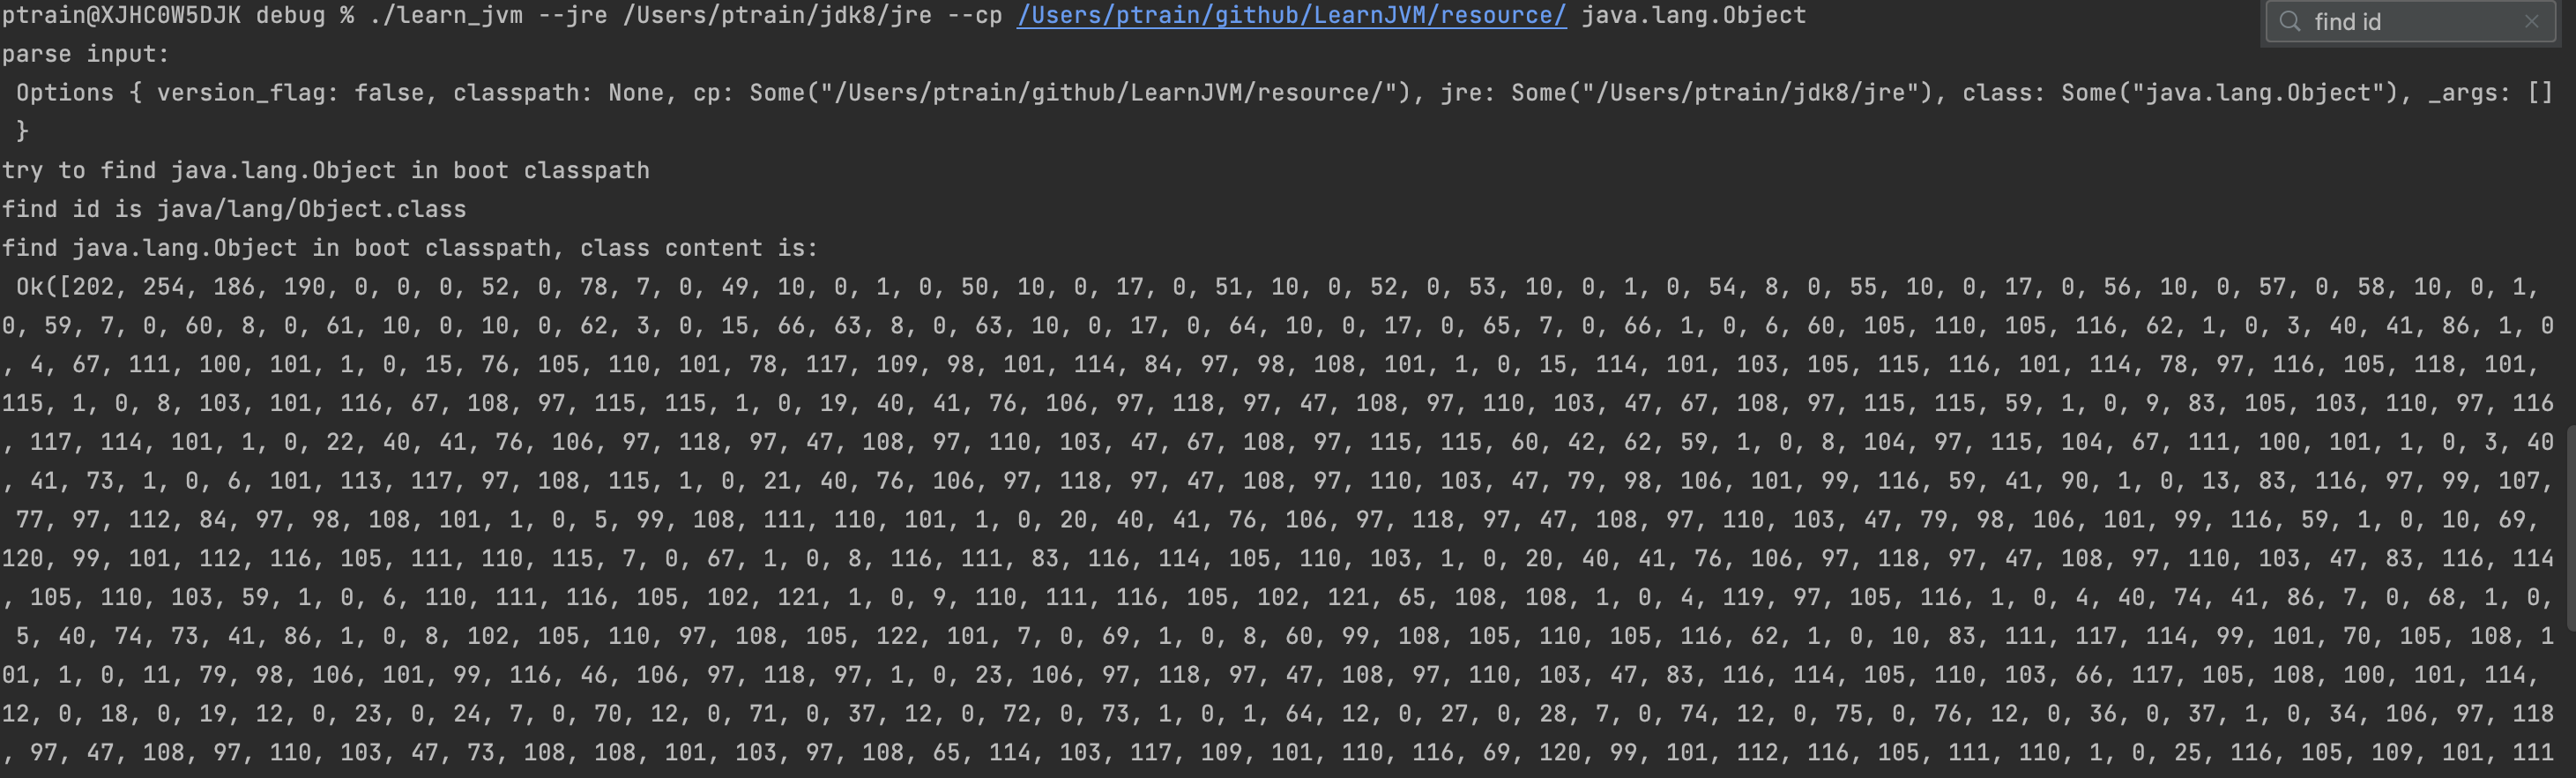 ptrain@XJHC0W5DJK debug % ./learn_jvm --jre /Users/ptrain/jdk8/jre --cp /Users/ptrain/github/LearnJVM/resource/ java.lang.Object
find id
parse input:
 Options { version_flag: false, classpath: None, cp: Some("/Users/ptrain/github/LearnJVM/resource/"), jre: Some("/Users/ptrain/jdk8/jre"), class: Some("java.lang.Object"), _args: []
 }
try to find java.lang.Object in boot classpath
find id is java/lang/Object.class
find java.lang.Object in boot classpath, class content is:
 Ok([202, 254, 186, 190, 0, 0, 0, 52, 0, 78, 7, 0, 49, 10, 0, 1, 0, 50, 10, 0, 17, 0, 51, 10, 0, 52, 0, 53, 10, 0, 1, 0, 54, 8, 0, 55, 10, 0, 17, 0, 56, 10, 0, 57, 0, 58, 10, 0, 1,
0, 59, 7, 0, 60, 8, 0, 61, 10, 0, 10, 0, 62, 3, 0, 15, 66, 63, 8, 0, 63, 10, 0, 17, 0, 64, 10, 0, 17, 0, 65, 7, 0, 66, 1, 0, 6, 60, 105, 110, 105, 116, 62, 1, 0, 3, 40, 41, 86, 1, 0
, 4, 67, 111, 100, 101, 1, 0, 15, 76, 105, 110, 101, 78, 117, 109, 98, 101, 114, 84, 97, 98, 108, 101, 1, 0, 15, 114, 101, 103, 105, 115, 116, 101, 114, 78, 97, 116, 105, 118, 101,
115, 1, 0, 8, 103, 101, 116, 67, 108, 97, 115, 115, 1, 0, 19, 40, 41, 76, 106, 97, 118, 97, 47, 108, 97, 110, 103, 47, 67, 108, 97, 115, 115, 59, 1, 0, 9, 83, 105, 103, 110, 97, 116
, 117, 114, 101, 1, 0, 22, 40, 41, 76, 106, 97, 118, 97, 47, 108, 97, 110, 103, 47, 67, 108, 97, 115, 115, 60, 42, 62, 59, 1, 0, 8, 104, 97, 115, 104, 67, 111, 100, 101, 1, 0, 3, 40
, 41, 73, 1, 0, 6, 101, 113, 117, 97, 108, 115, 1, 0, 21, 40, 76, 106, 97, 118, 97, 47, 108, 97, 110, 103, 47, 79, 98, 106, 101, 99, 116, 59, 41, 90, 1, 0, 13, 83, 116, 97, 99, 107,
 77, 97, 112, 84, 97, 98, 108, 101, 1, 0, 5, 99, 108, 111, 110, 101, 1, 0, 20, 40, 41, 76, 106, 97, 118, 97, 47, 108, 97, 110, 103, 47, 79, 98, 106, 101, 99, 116, 59, 1, 0, 10, 69,
120, 99, 101, 112, 116, 105, 111, 110, 115, 7, 0, 67, 1, 0, 8, 116, 111, 83, 116, 114, 105, 110, 103, 1, 0, 20, 40, 41, 76, 106, 97, 118, 97, 47, 108, 97, 110, 103, 47, 83, 116, 114
, 105, 110, 103, 59, 1, 0, 6, 110, 111, 116, 105, 102, 121, 1, 0, 9, 110, 111, 116, 105, 102, 121, 65, 108, 108, 1, 0, 4, 119, 97, 105, 116, 1, 0, 4, 40, 74, 41, 86, 7, 0, 68, 1, 0,
 5, 40, 74, 73, 41, 86, 1, 0, 8, 102, 105, 110, 97, 108, 105, 122, 101, 7, 0, 69, 1, 0, 8, 60, 99, 108, 105, 110, 105, 116, 62, 1, 0, 10, 83, 111, 117, 114, 99, 101, 70, 105, 108, 1
01, 1, 0, 11, 79, 98, 106, 101, 99, 116, 46, 106, 97, 118, 97, 1, 0, 23, 106, 97, 118, 97, 47, 108, 97, 110, 103, 47, 83, 116, 114, 105, 110, 103, 66, 117, 105, 108, 100, 101, 114,
12, 0, 18, 0, 19, 12, 0, 23, 0, 24, 7, 0, 70, 12, 0, 71, 0, 37, 12, 0, 72, 0, 73, 1, 0, 1, 64, 12, 0, 27, 0, 28, 7, 0, 74, 12, 0, 75, 0, 76, 12, 0, 36, 0, 37, 1, 0, 34, 106, 97, 118
, 97, 47, 108, 97, 110, 103, 47, 73, 108, 108, 101, 103, 97, 108, 65, 114, 103, 117, 109, 101, 110, 116, 69, 120, 99, 101, 112, 116, 105, 111, 110, 1, 0, 25, 116, 105, 109, 101, 111